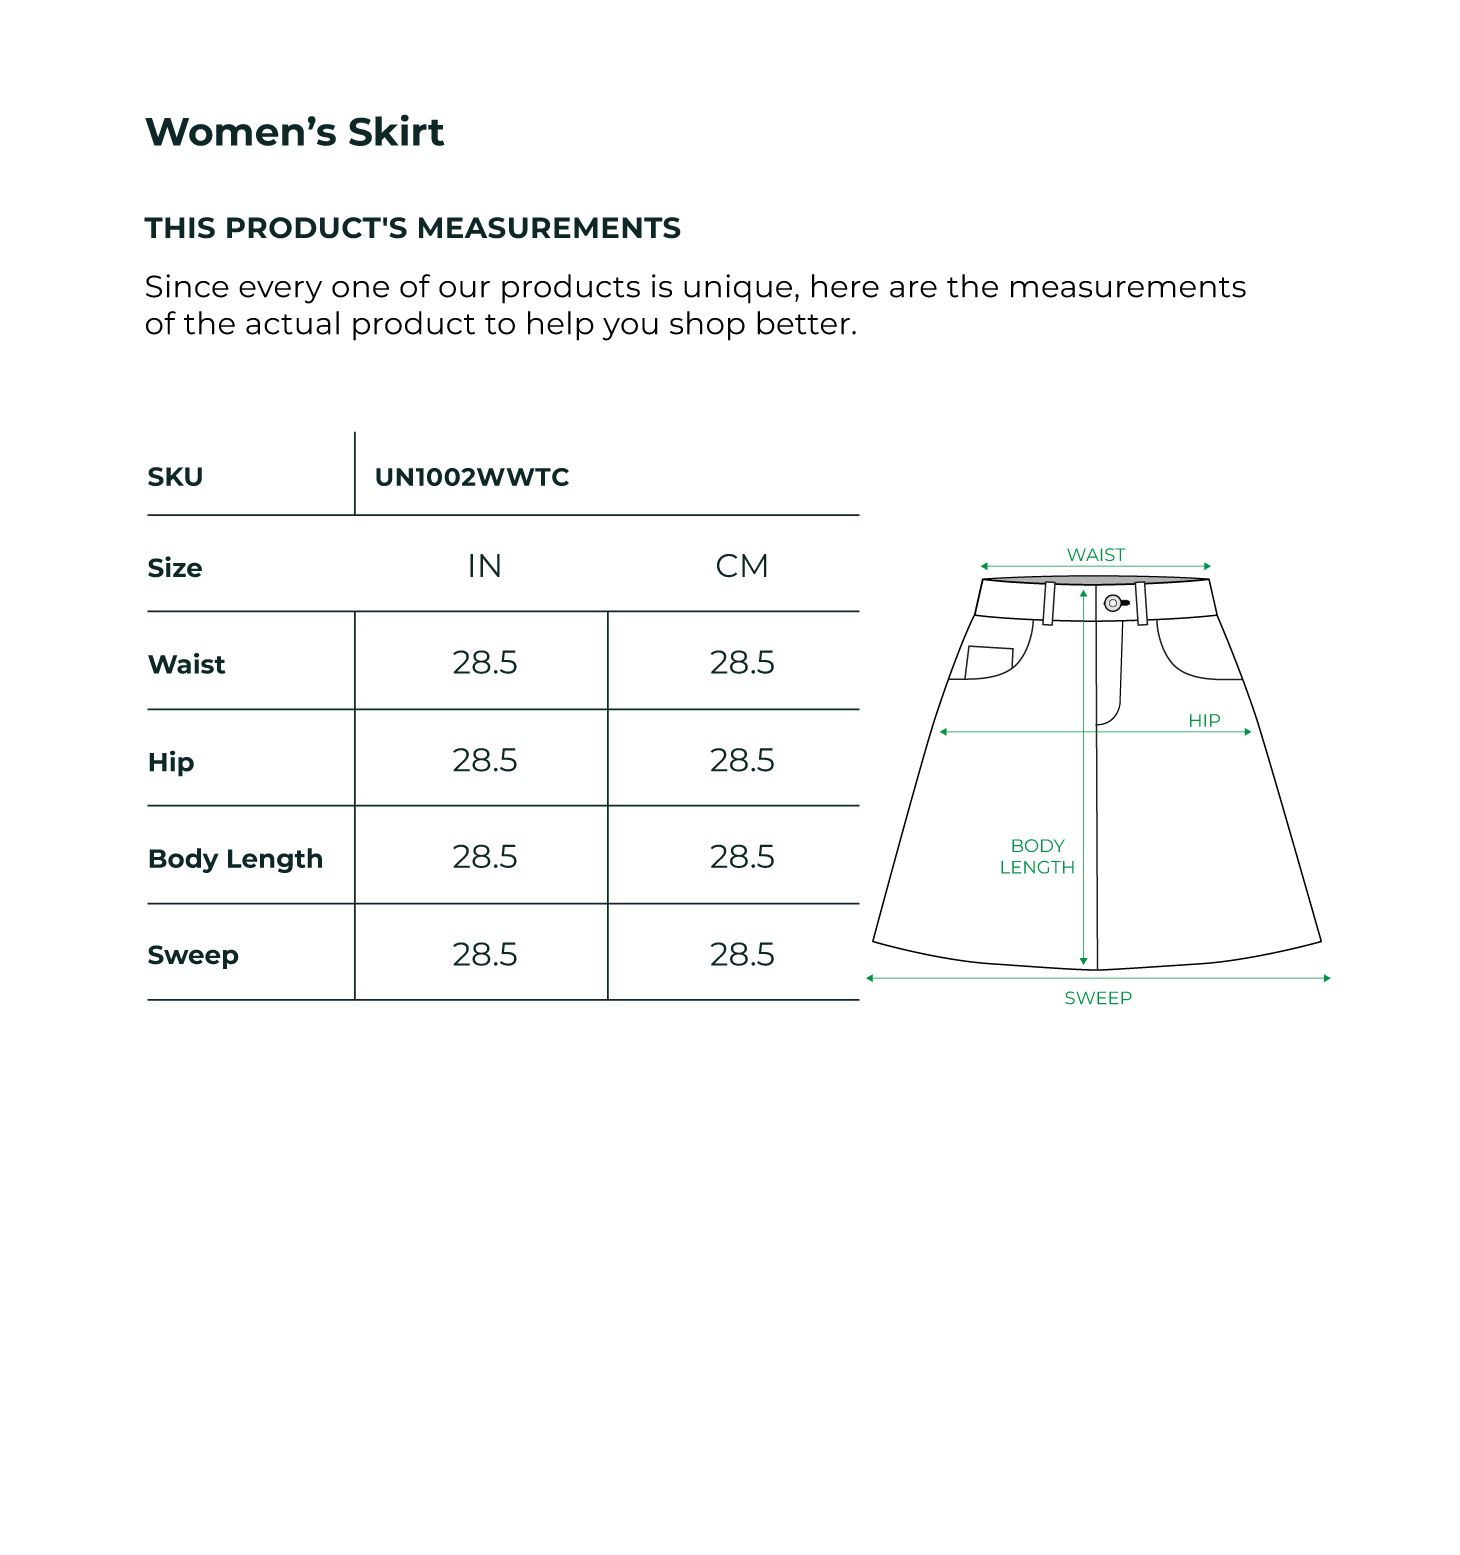 Women’s Skirt
THIS PRODUCT'S MEASUREMENTS
Since every one of our products is unique, here are the measurements
of the actual product to help you shop better.
SKU UN1002WWTC
Size IN CM
Waist 28.5 28.5
Hip 28.5 28.5
Body Length 28.5 28.5
Sweep 28.5 28.5
WAIST
HIP
BODY
LENGTH
SWEEP